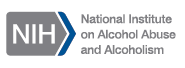 NIH
National Institute
on Alcohol Abuse
and Alcoholism